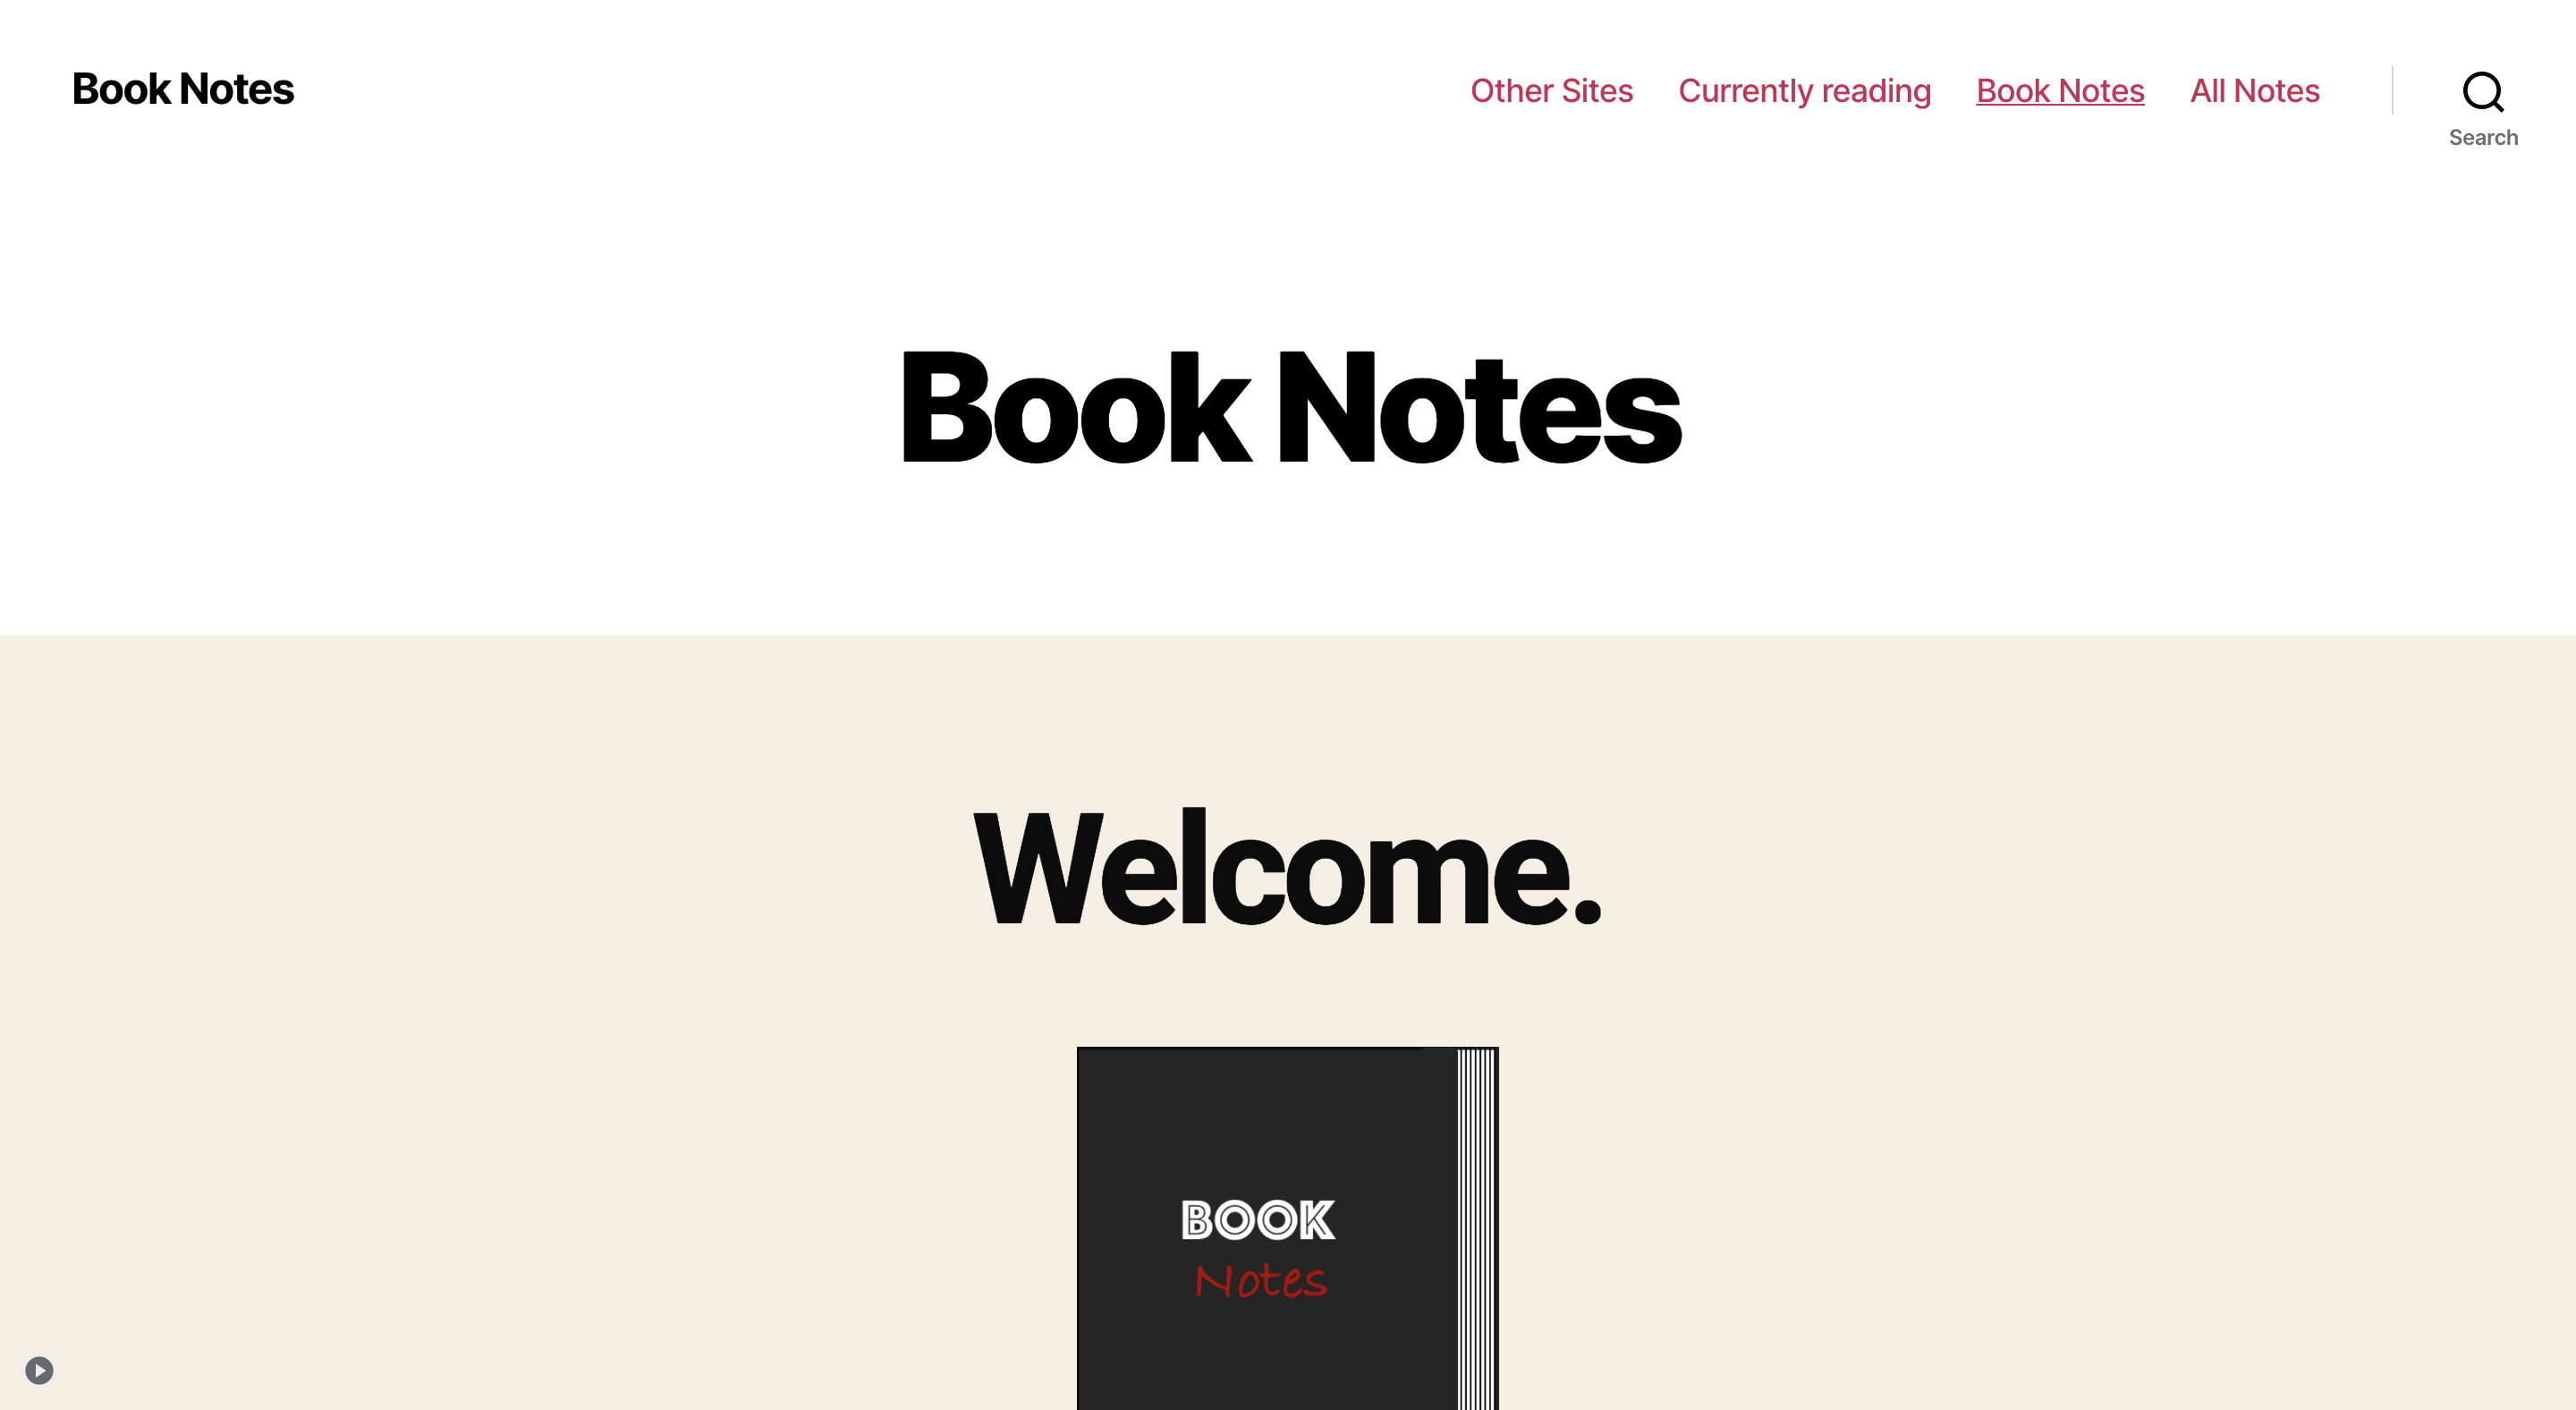 Book Notes
Other Sites Currently reading Book Notes All Notes
Search
Book Notes
Welcome.
BOOK
Notes